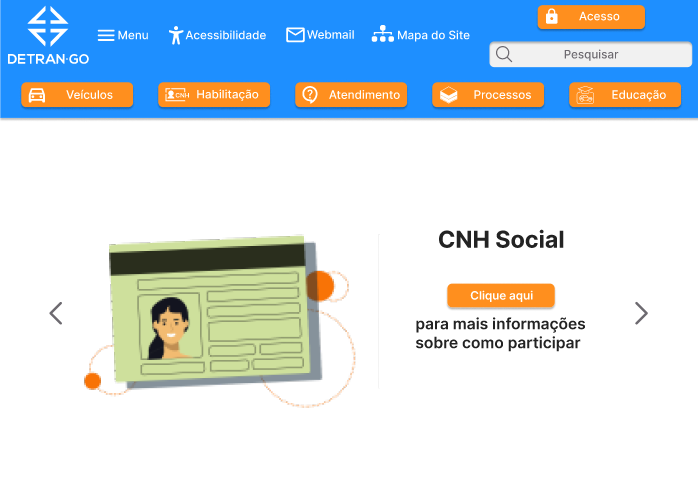 DETRAN-GO
Menu
Acessibilidade
Webmail
Mapa do Site
Acesso
Pesquisar
Veículos
CNH
Habilitação
Atendimento
Processos
Educação
CNH Social
Clique aqui
para mais informações
sobre como participar